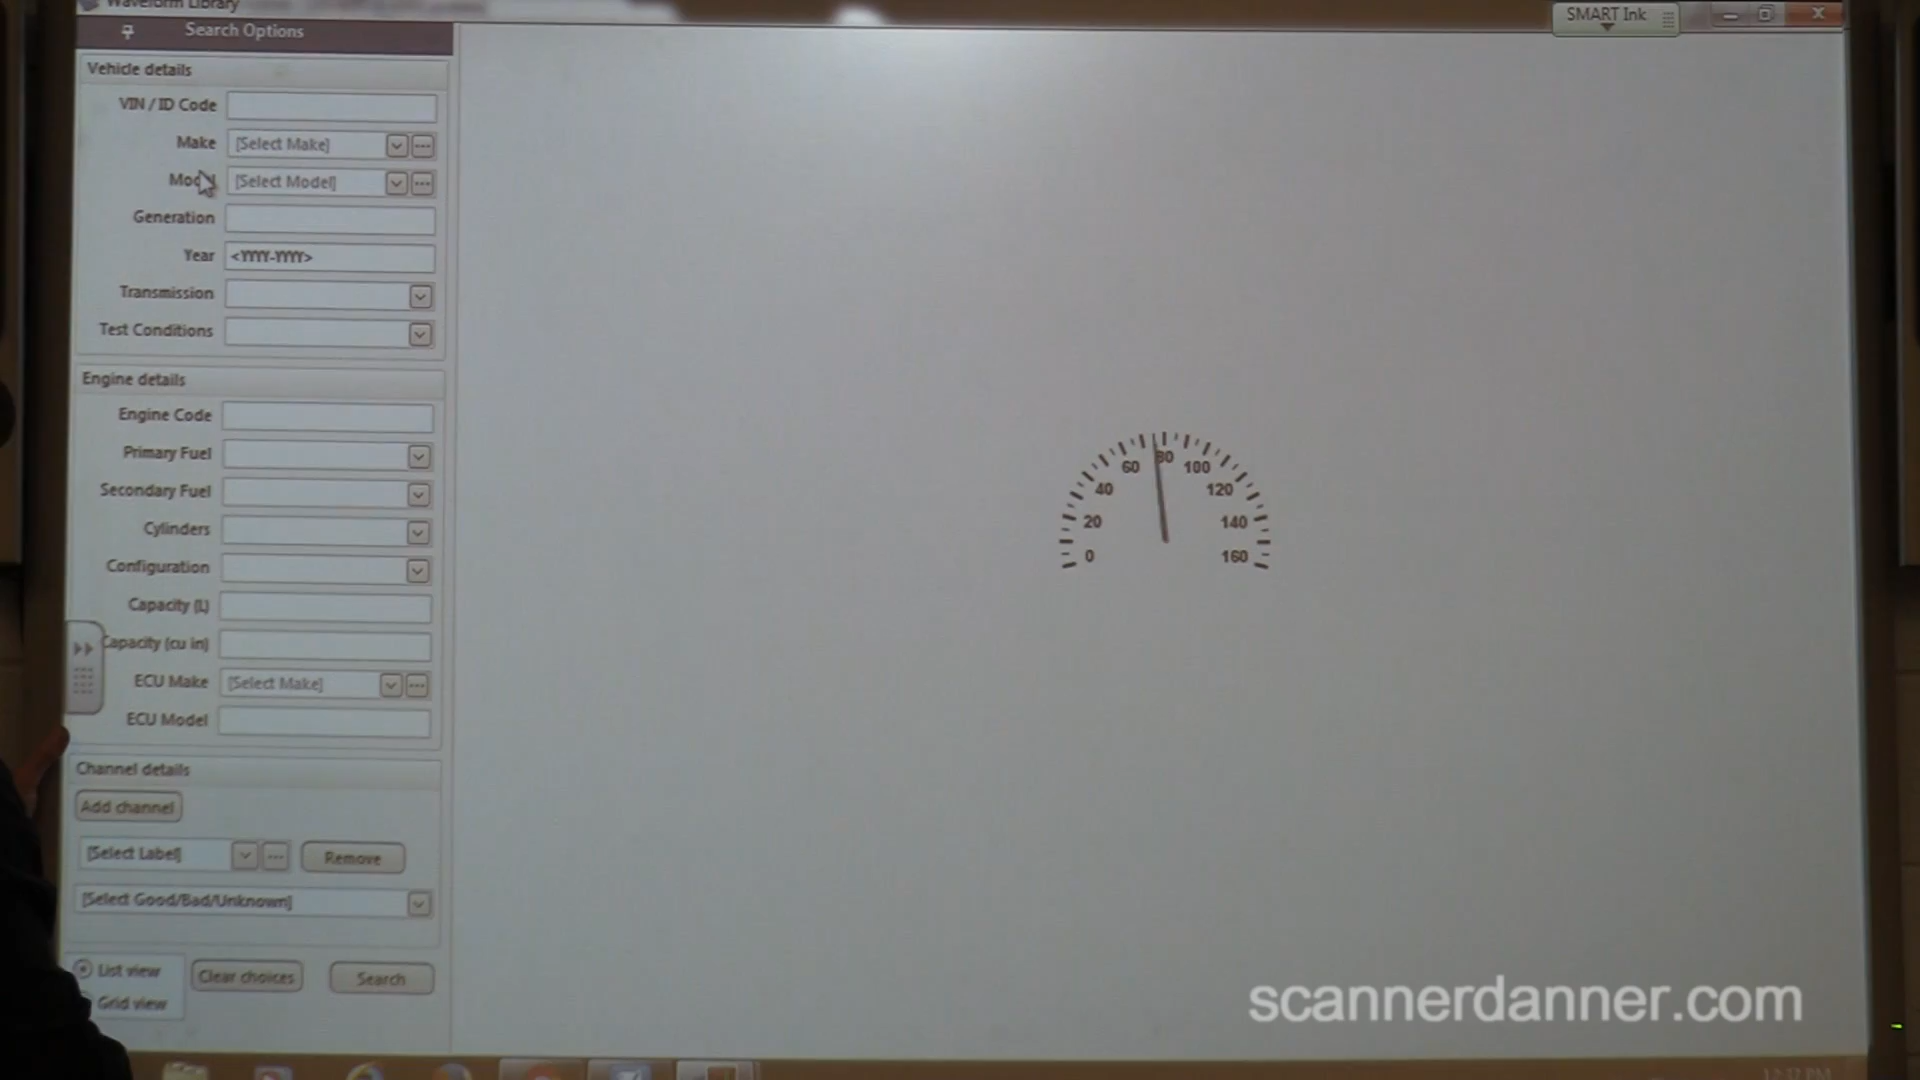 Waveform Library
SMART Ink
Search Options
Vehicle details
VIN / ID Code
Make [Select Make]
Model [Select Model]
Generation
Year <YYYY-YYYY>
Transmission
Test Conditions
Engine details
Engine Code
Primary Fuel
Secondary Fuel
Cylinders
Configuration
Capacity (L)
Capacity (cu in)
ECU Make [Select Make]
ECU Model
Channel details
Add channel
[Select Label] Remove
[Select Good/Bad/Unknown]
List view
Clear choices Search
Grid view
0 20 40 60 80 100 120 140 160
scannerdanner.com